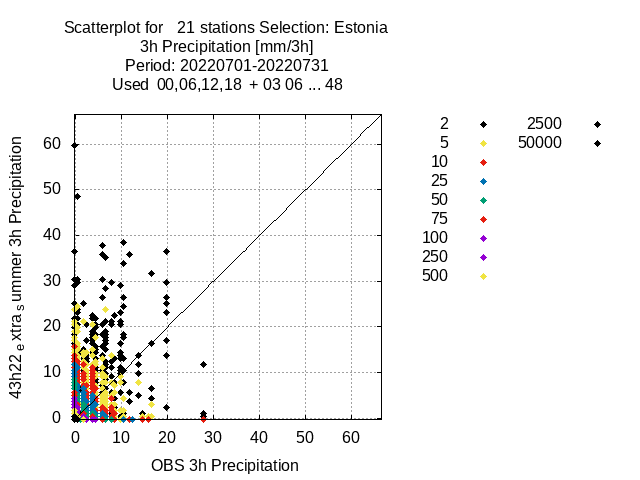 Scatterplot for 21 stations Selection: Estonia
3h Precipitation [mm/3h]
Period: 20220701-20220731
Used 00,06,12,18 + 03 06 ... 48
43h22 e.xtra s ummer 3h Precipitation
60
50
40
30
20
10
0
0 10 20 30 40 50 60
OBS 3h Precipitation
2
5
10
25
50
75
100
250
500
2500
50000